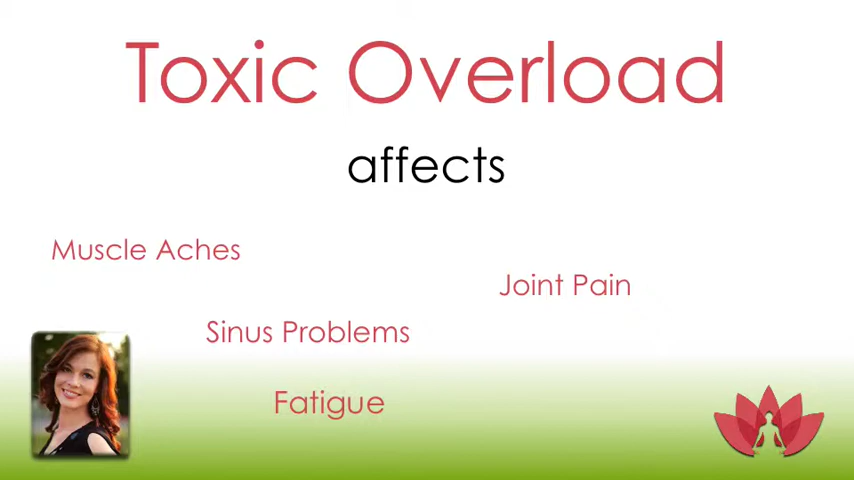 Toxic Overload
affects
Muscle Aches
Joint Pain
Sinus Problems
Fatigue